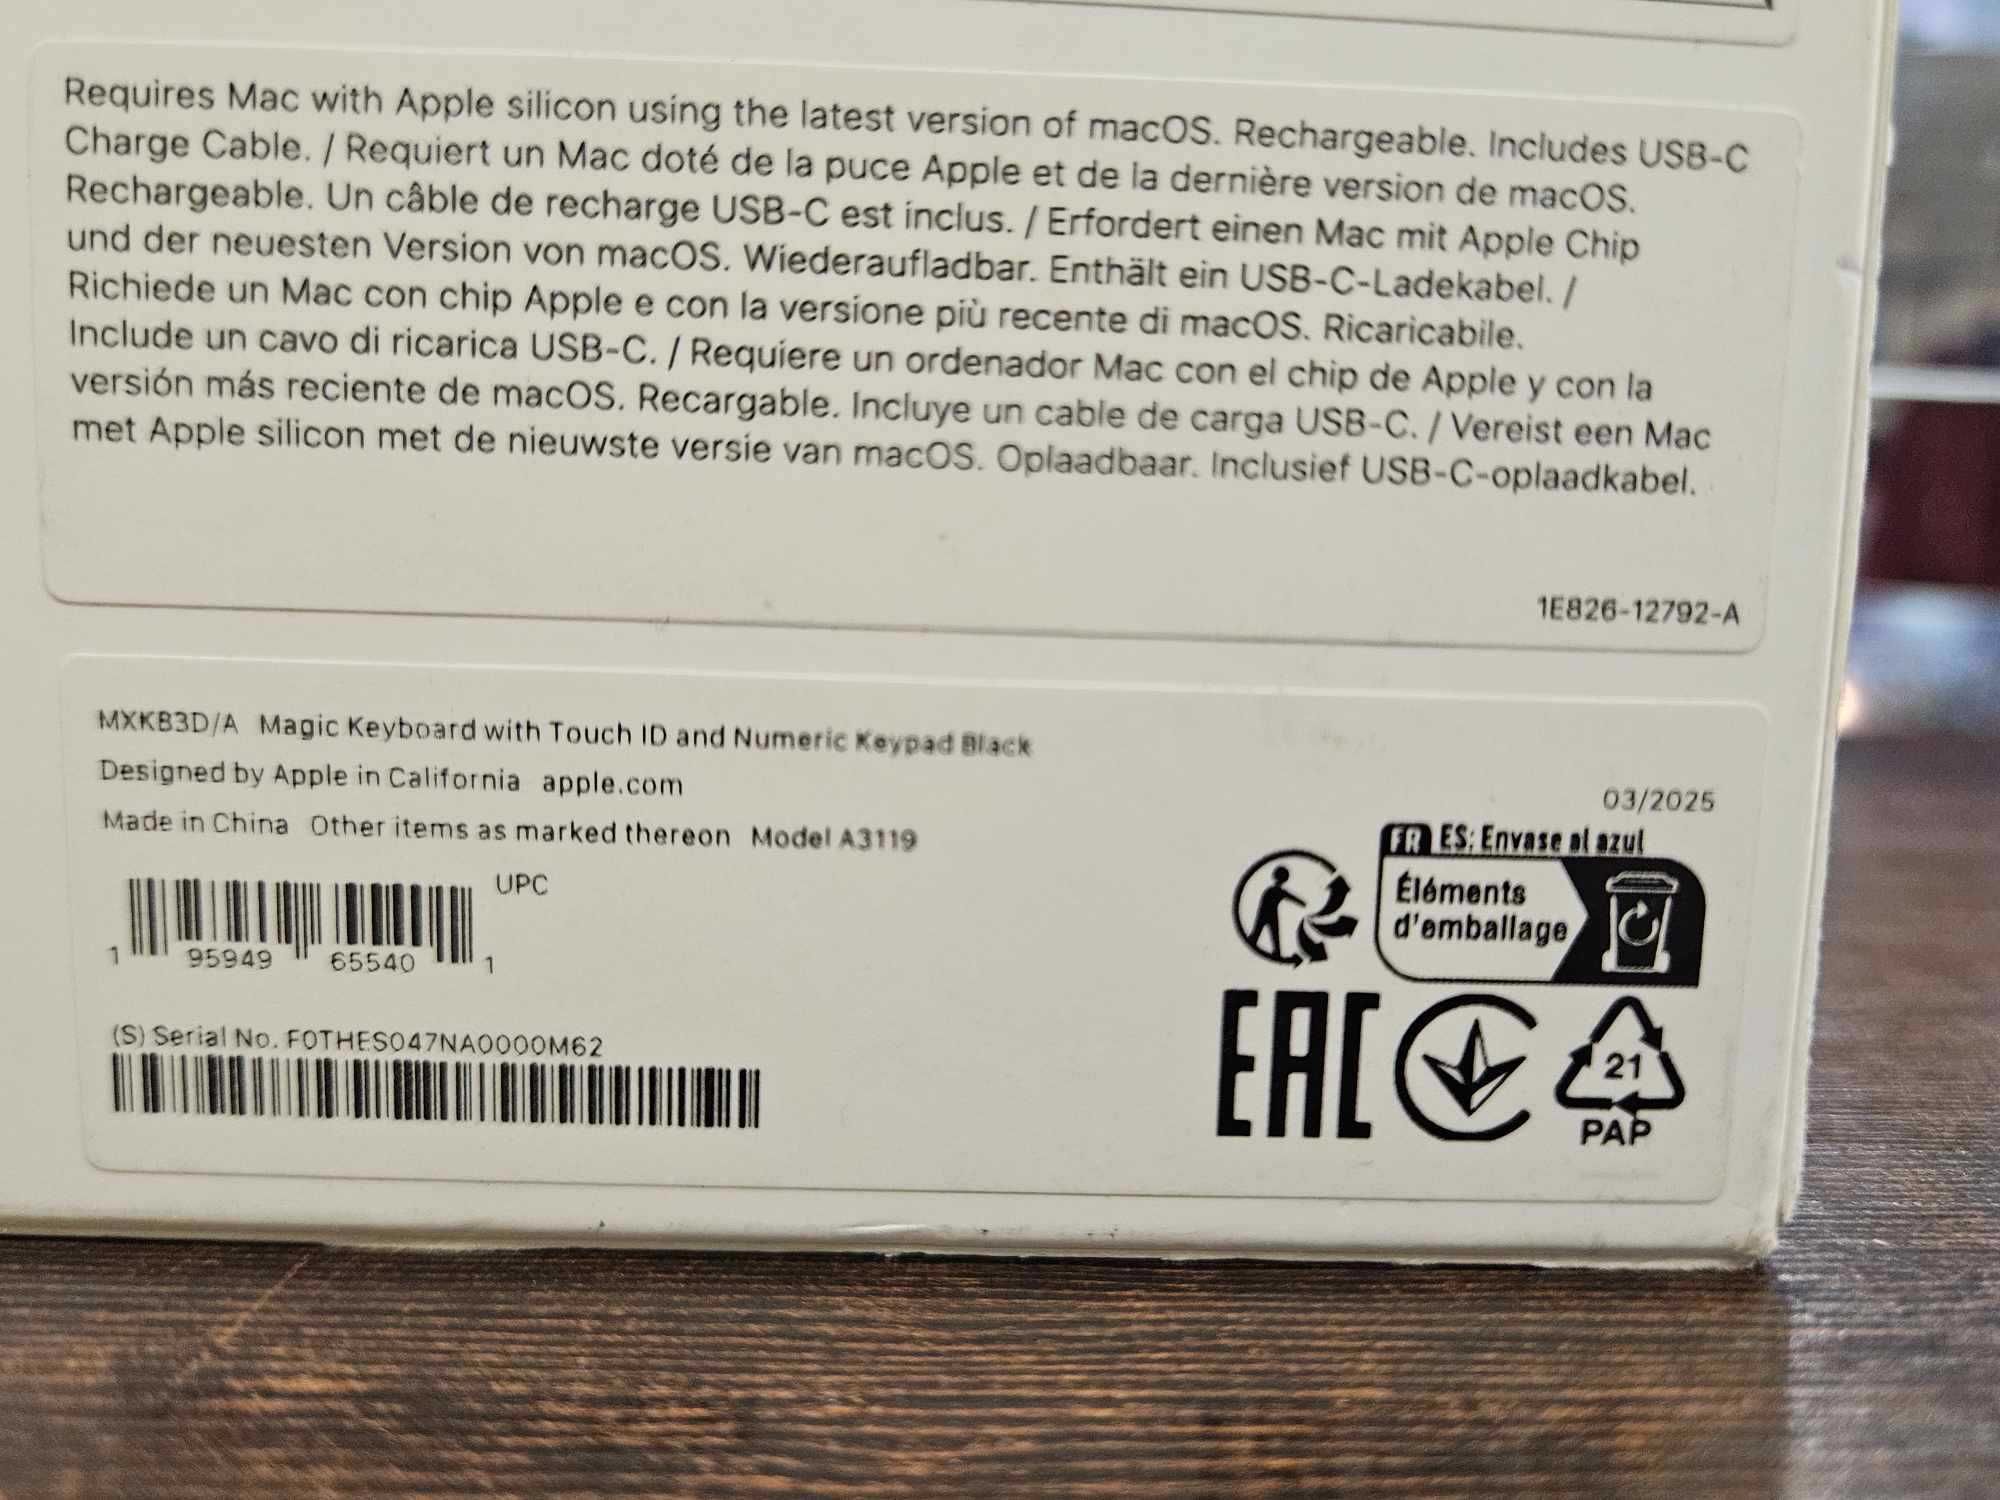 Requires Mac with Apple silicon using the latest version of macOS. Rechargeable. Includes USB-C
Charge Cable. / Requiert un Mac doté de la puce Apple et de la dernière version de macOS.
Rechargeable. Un câble de recharge USB-C est inclus. / Erfordert einen Mac mit Apple Chip
und der neuesten Version von macOS. Wiederaufladbar. Enthält ein USB-C-Ladekabel. /
Richiede un Mac con chip Apple e con la versione più recente di macOS. Ricaricabile.
Include un cavo di ricarica USB-C. / Requiere un ordenador Mac con el chip de Apple y con la
versión más reciente de macOS. Recargable. Incluye un cable de carga USB-C. / Vereist een Mac
met Apple silicon met de nieuwste versie van macOS. Oplaadbaar. Inclusief USB-C-oplaadkabel.
1E826-12792-A
MXKB3D/A Magic Keyboard with Touch ID and Numeric Keypad Black
Designed by Apple in California apple.com
Made in China Other items as marked thereon Model A3119
03/2025
FR ES: Envase al azul
Éléments
d'emballage
UPC
1 95949 65540 1
(S) Serial No. F0THES047NA0000M62
EAC
21
PAP